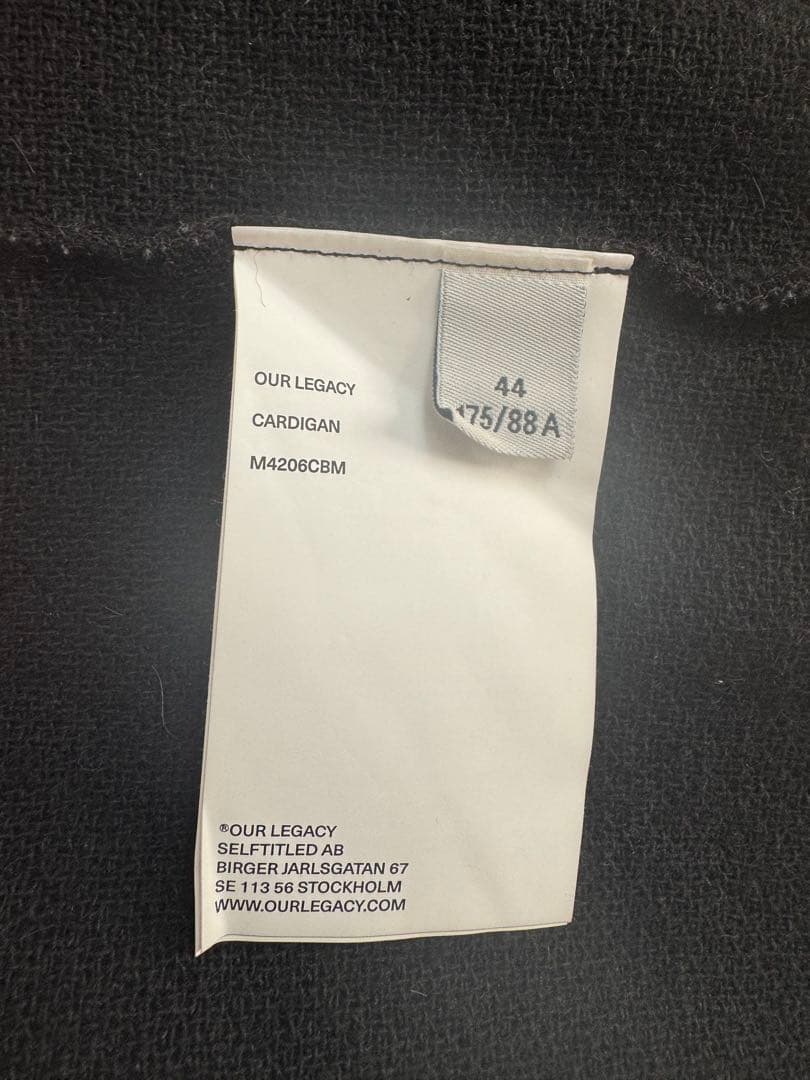 44
175/88 A
OUR LEGACY
CARDIGAN
M4206CBM
®OUR LEGACY
SELFTITLED AB
BIRGER JARLSGATAN 67
SE 113 56 STOCKHOLM
WWW.OURLEGACY.COM